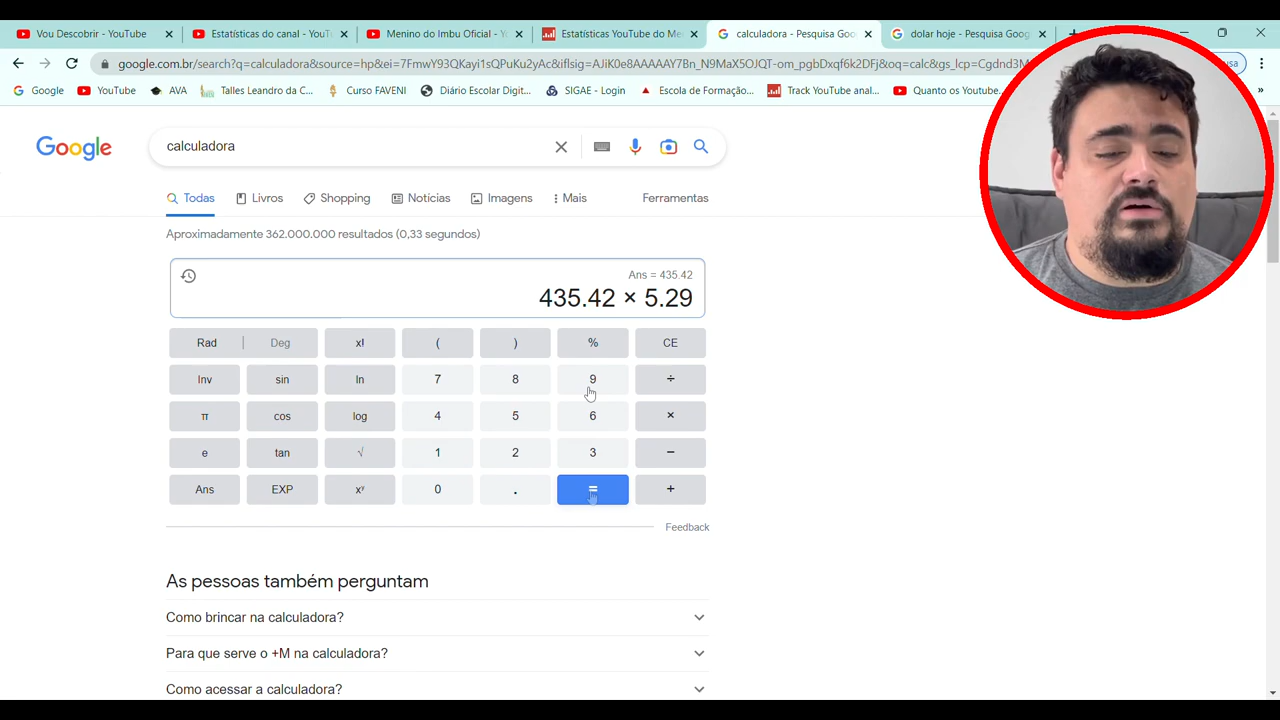 Vou Descobrir - YouTube
Estatísticas do canal - YouT
Menino do Imbu Oficial - Y
Estatísticas YouTube do Me
calculadora - Pesquisa Goo
dolar hoje - Pesquisa Goog
google.com.br/search?q=calculadora&source=hp&ei=7FmwY93QKayi1sQPuKu2yAc&iflsig=AJiK0e8AAAAAY7Bn_N9MaX5OJQT-om_pgbDxqf6k2DFj&oq=calc&gs_lcp=Cgdnd3M
Google
YouTube
AVA
Talles Leandro da C...
Curso FAVENI
Diário Escolar Digit...
SIGAE - Login
Escola de Formação...
Track YouTube anal...
Quanto os Youtube...
Google
calculadora
Todas
Livros
Shopping
Notícias
Imagens
Mais
Ferramentas
Aproximadamente 362.000.000 resultados (0,33 segundos)
Ans = 435.42
435.42 × 5.29
Rad | Deg x! ( ) % CE
Inv sin ln 7 8 9 ÷
π cos log 4 5 6 ×
e tan √ 1 2 3 −
Ans EXP xʸ 0 . = +
Feedback
As pessoas também perguntam
Como brincar na calculadora?
Para que serve o +M na calculadora?
Como acessar a calculadora?